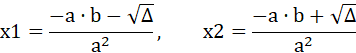 x1 = (−a · b − √Δ) / a², x2 = (−a · b + √Δ) / a²